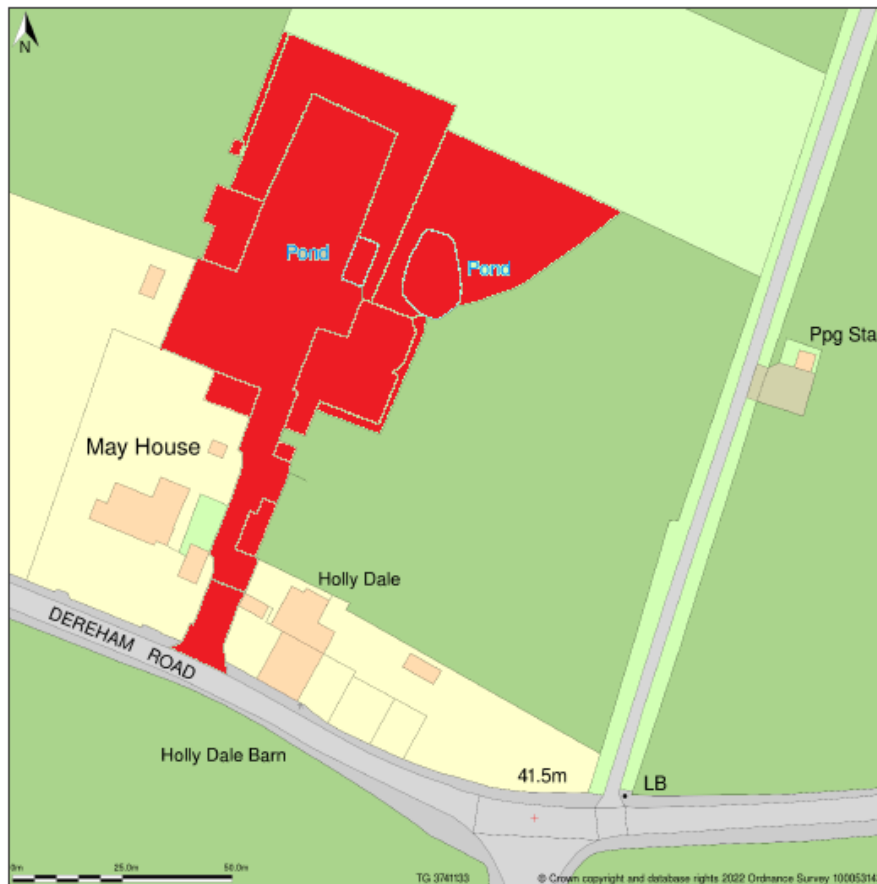 N
Pond
Pond
Ppg Sta
May House
Holly Dale
DEREHAM ROAD
Holly Dale Barn
41.5m
LB
0m 25.0m 50.0m
TG 3741133
© Crown copyright and database rights 2022 Ordnance Survey 10005314